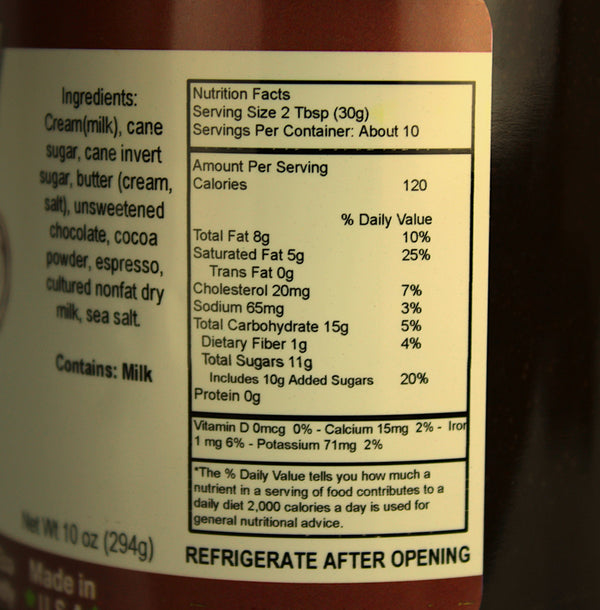 Ingredients:
Cream(milk), cane
sugar, cane invert
sugar, butter (cream,
salt), unsweetened
chocolate, cocoa
powder, espresso,
cultured nonfat dry
milk, sea salt.
Contains: Milk
Net Wt 10 oz (294g)
Made in
U.S.A
Nutrition Facts
Serving Size 2 Tbsp (30g)
Servings Per Container: About 10
Amount Per Serving
Calories 120
% Daily Value
Total Fat 8g 10%
Saturated Fat 5g 25%
Trans Fat 0g
Cholesterol 20mg 7%
Sodium 65mg 3%
Total Carbohydrate 15g 5%
Dietary Fiber 1g 4%
Total Sugars 11g
Includes 10g Added Sugars 20%
Protein 0g
Vitamin D 0mcg 0% - Calcium 15mg 2% - Iron
1 mg 6% - Potassium 71mg 2%
*The % Daily Value tells you how much a
nutrient in a serving of food contributes to a
daily diet 2,000 calories a day is used for
general nutritional advice.
REFRIGERATE AFTER OPENING